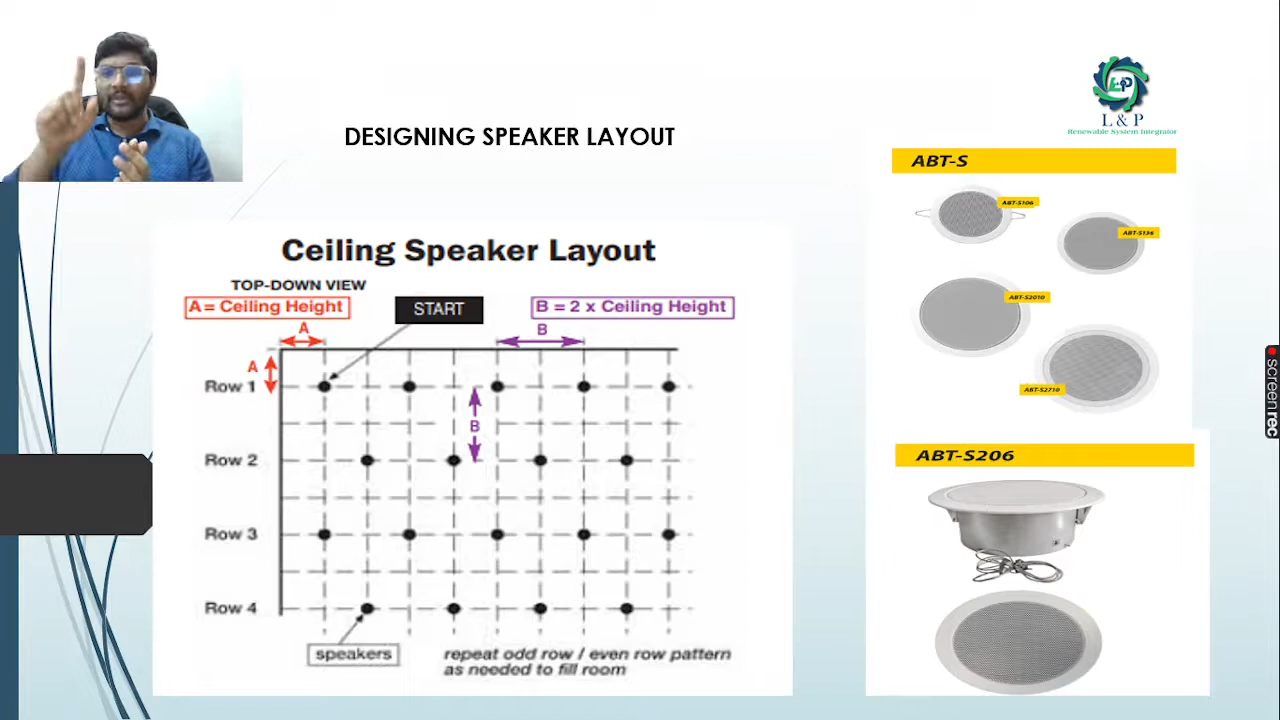 DESIGNING SPEAKER LAYOUT
L & P
Renewable System Integrator
Ceiling Speaker Layout
TOP-DOWN VIEW
A = Ceiling Height
START
B = 2 x Ceiling Height
A
B
A
Row 1
B
Row 2
Row 3
Row 4
speakers
repeat odd row / even row pattern
as needed to fill room
ABT-S
ABT-S106
ABT-S136
ABT-S2010
ABT-S2710
ABT-S206
screenrec